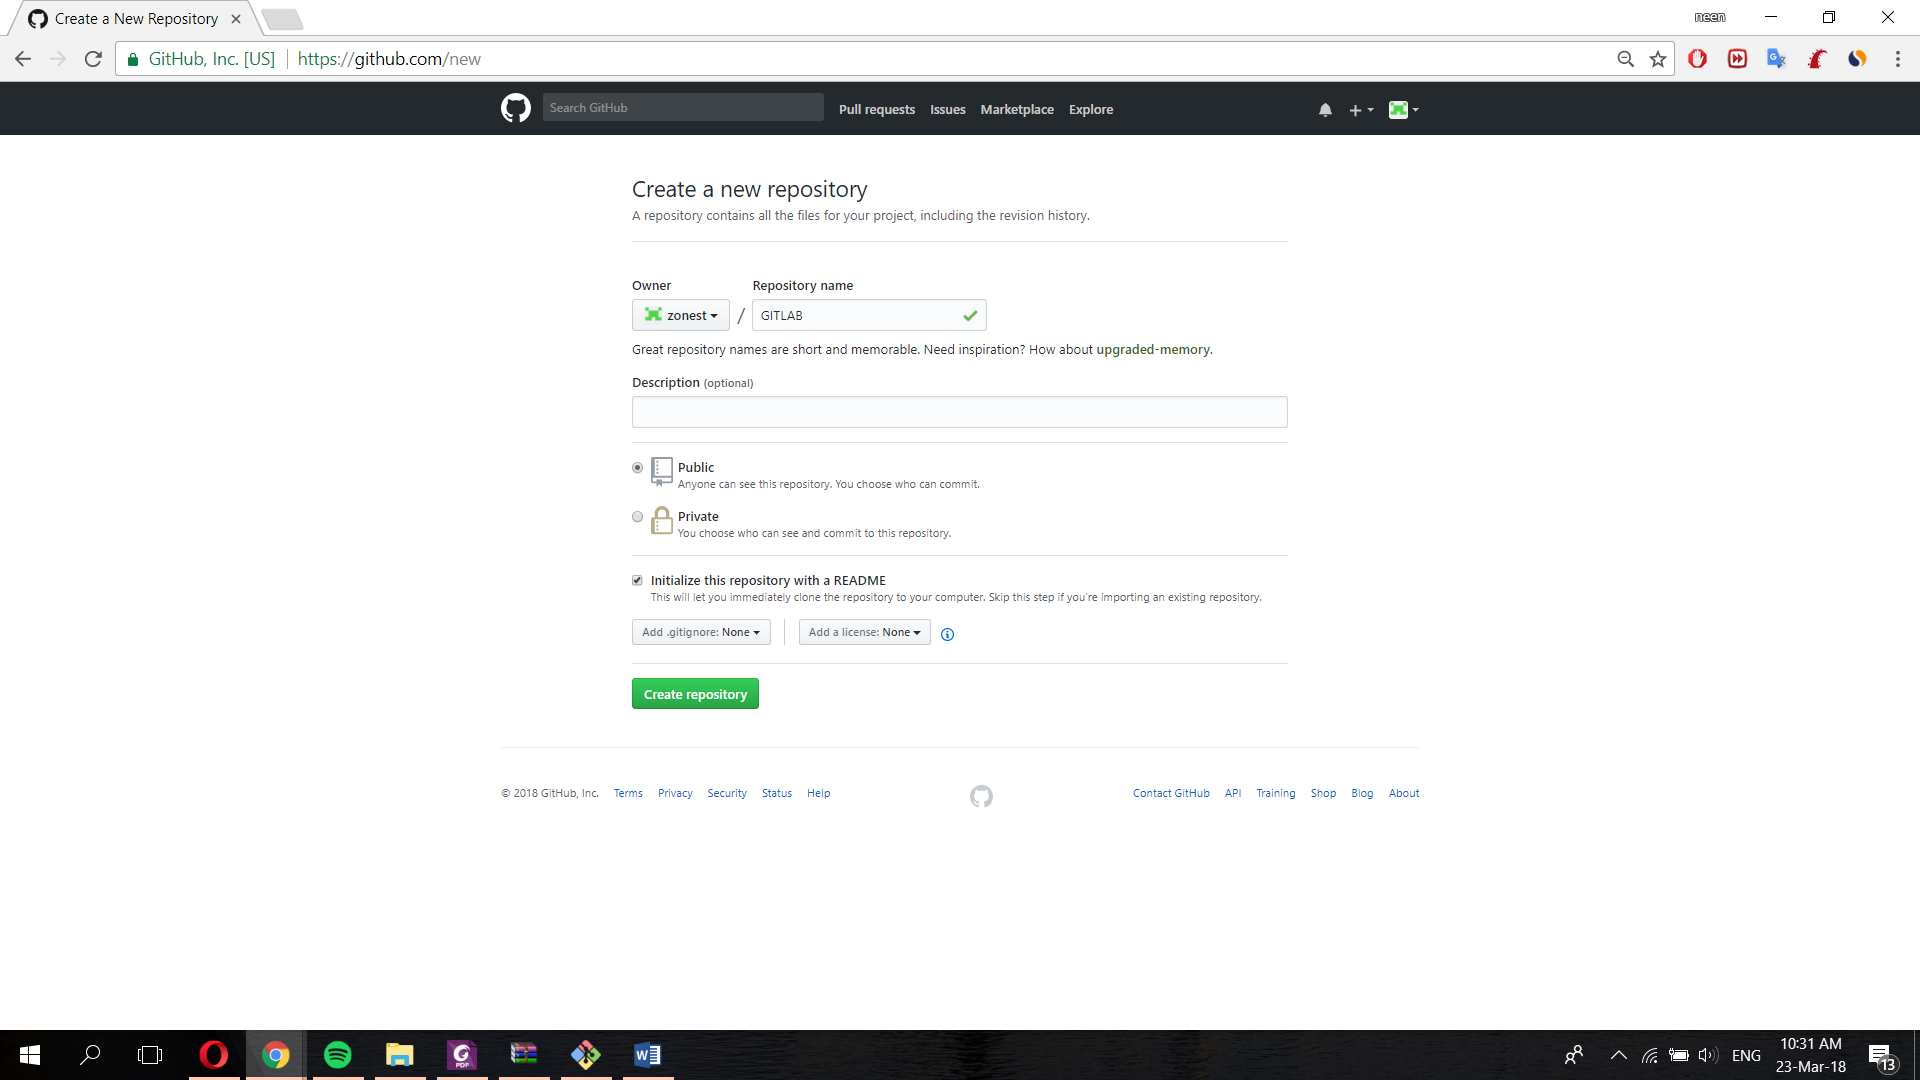 Create a New Repository
neen
GitHub, Inc. [US] https://github.com/new
Search GitHub Pull requests Issues Marketplace Explore
Create a new repository
A repository contains all the files for your project, including the revision history.
Owner Repository name
zonest / GITLAB
Great repository names are short and memorable. Need inspiration? How about upgraded-memory.
Description (optional)
Public
Anyone can see this repository. You choose who can commit.
Private
You choose who can see and commit to this repository.
Initialize this repository with a README
This will let you immediately clone the repository to your computer. Skip this step if you're importing an existing repository.
Add .gitignore: None Add a license: None
Create repository
© 2018 GitHub, Inc. Terms Privacy Security Status Help Contact GitHub API Training Shop Blog About
PDF
ENG
10:31 AM
23-Mar-18
13